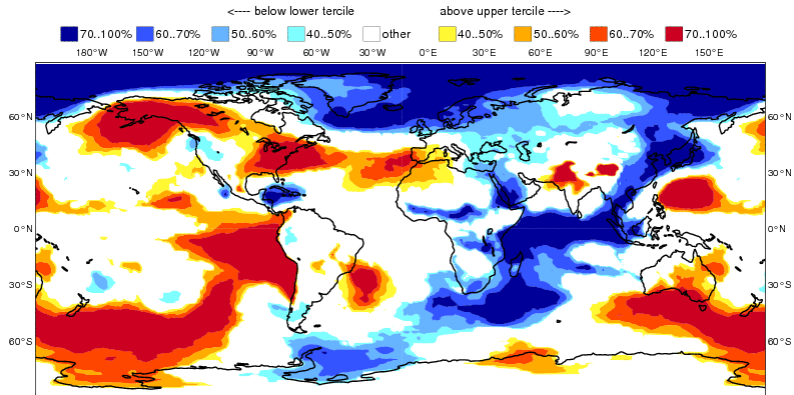 <---- below lower tercile above upper tercile ---->
70..100% 60..70% 50..60% 40..50% other 40..50% 50..60% 60..70% 70..100%
180°W 150°W 120°W 90°W 60°W 30°W 0°E 30°E 60°E 90°E 120°E 150°E
60°N 60°N
30°N 30°N
0°N 0°N
30°S 30°S
60°S 60°S